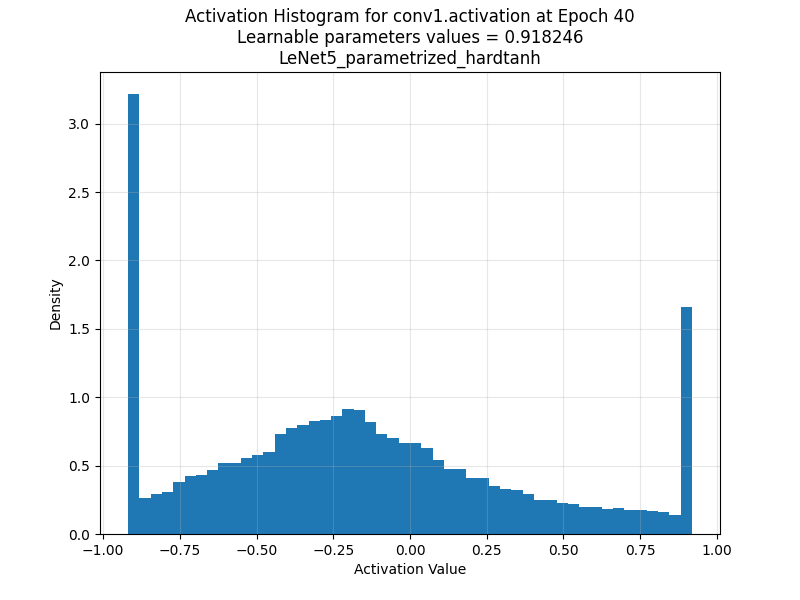 Activation Histogram for conv1.activation at Epoch 40
Learnable parameters values = 0.918246
LeNet5_parametrized_hardtanh
3.0
2.5
2.0
1.5
1.0
0.5
0.0
Density
−1.00 −0.75 −0.50 −0.25 0.00 0.25 0.50 0.75 1.00
Activation Value